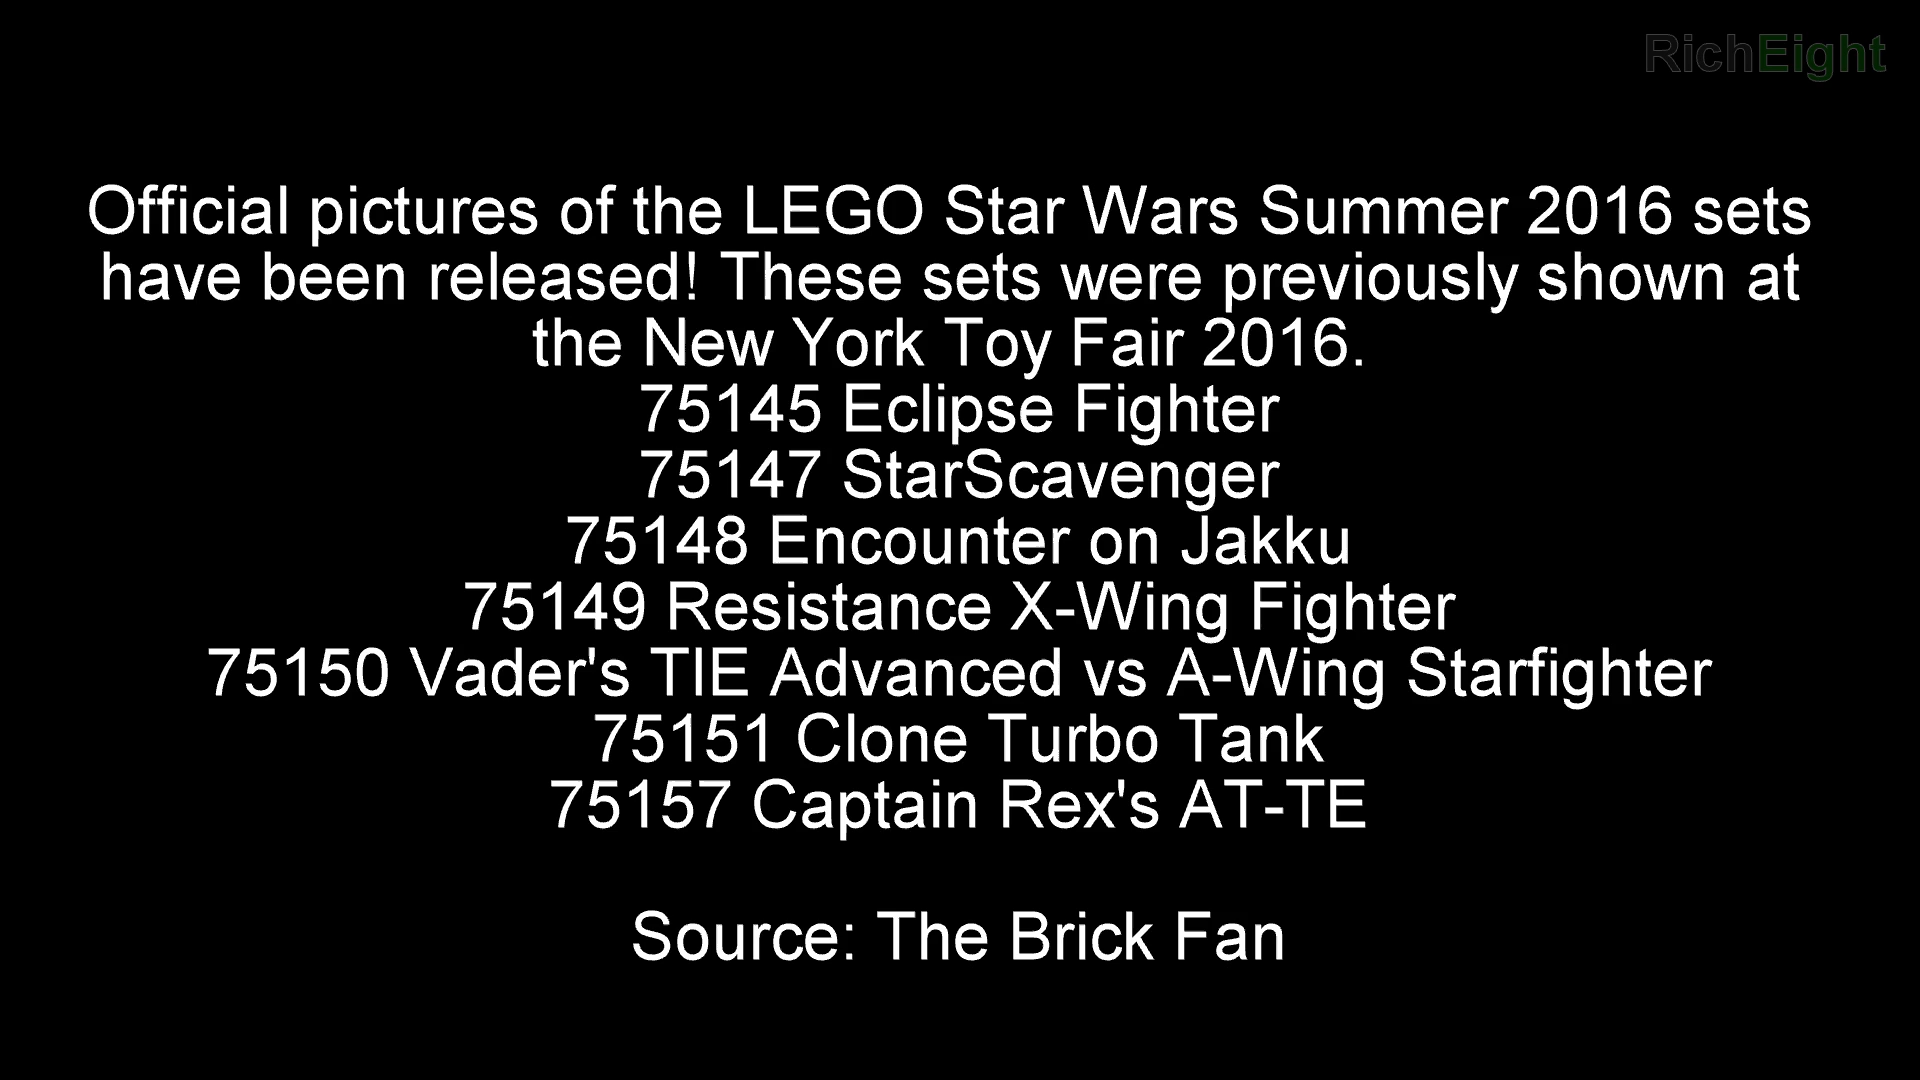 RichEight
Official pictures of the LEGO Star Wars Summer 2016 sets
have been released! These sets were previously shown at
the New York Toy Fair 2016.
75145 Eclipse Fighter
75147 StarScavenger
75148 Encounter on Jakku
75149 Resistance X-Wing Fighter
75150 Vader's TIE Advanced vs A-Wing Starfighter
75151 Clone Turbo Tank
75157 Captain Rex's AT-TE
Source: The Brick Fan